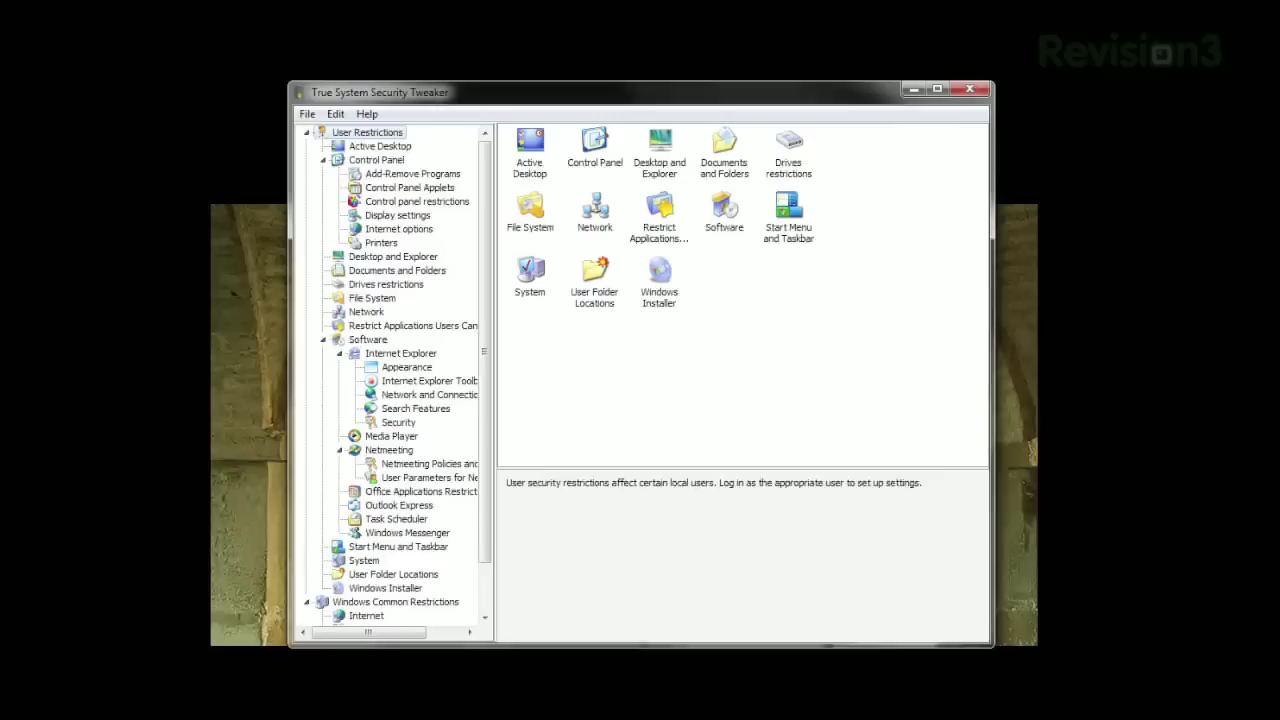 Revision3
True System Security Tweaker
File Edit Help
User Restrictions
Active Desktop
Control Panel
Add-Remove Programs
Control Panel Applets
Control panel restrictions
Display settings
Internet options
Printers
Desktop and Explorer
Documents and Folders
Drives restrictions
File System
Network
Restrict Applications Users Can
Software
Internet Explorer
Appearance
Internet Explorer Toolb
Network and Connectic
Search Features
Security
Media Player
Netmeeting
Netmeeting Policies and
User Parameters for Ne
Office Applications Restrict
Outlook Express
Task Scheduler
Windows Messenger
Start Menu and Taskbar
System
User Folder Locations
Windows Installer
Windows Common Restrictions
Internet
Active
Desktop
Control Panel
Desktop and
Explorer
Documents
and Folders
Drives
restrictions
File System
Network
Restrict
Applications...
Software
Start Menu
and Taskbar
System
User Folder
Locations
Windows
Installer
User security restrictions affect certain local users. Log in as the appropriate user to set up settings.